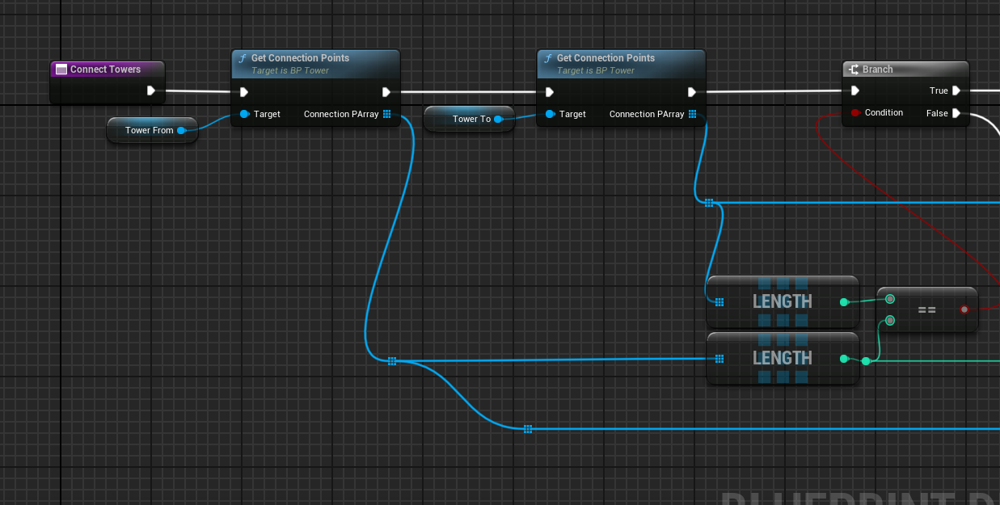 Connect Towers
Tower From
Get Connection Points
Target is BP Tower
Target
Connection PArray
Tower To
Get Connection Points
Target is BP Tower
Target
Connection PArray
Branch
True
Condition
False
LENGTH
==
LENGTH
BLUEPRINT